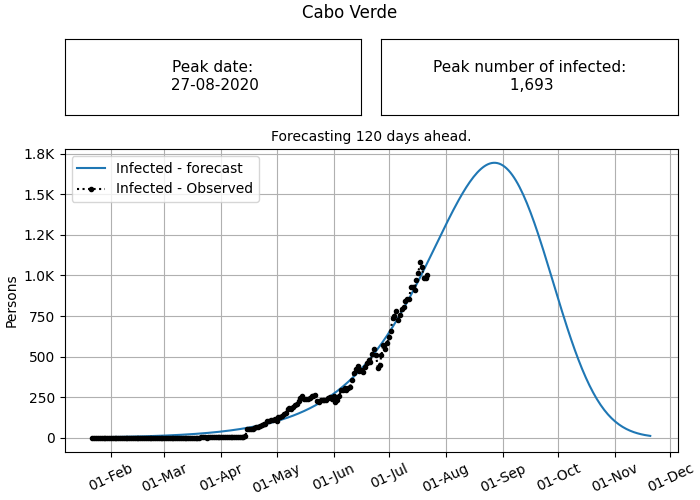 Cabo Verde
Peak date:
27-08-2020
Peak number of infected:
1,693
Forecasting 120 days ahead.
Infected - forecast
Infected - Observed
1.8K
1.5K
1.2K
1.0K
750
500
250
0
Persons
01-Feb
01-Mar
01-Apr
01-May
01-Jun
01-Jul
01-Aug
01-Sep
01-Oct
01-Nov
01-Dec